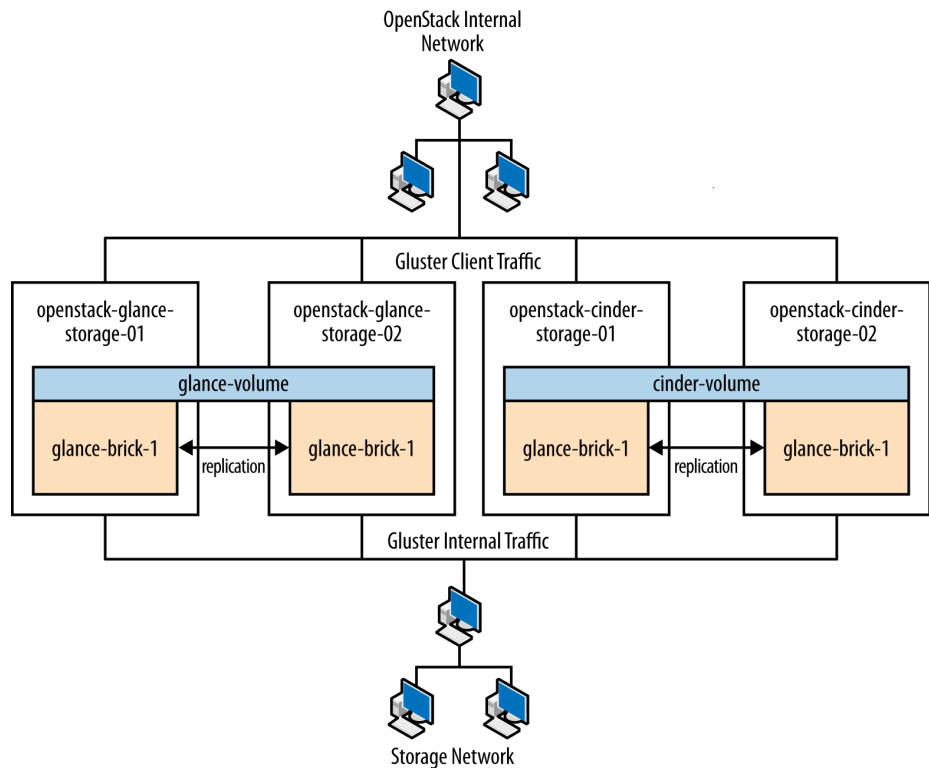 OpenStack Internal
Network
Gluster Client Traffic
openstack-glance-
storage-01
openstack-glance-
storage-02
openstack-cinder-
storage-01
openstack-cinder-
storage-02
glance-volume
cinder-volume
glance-brick-1
replication
glance-brick-1
glance-brick-1
replication
glance-brick-1
Gluster Internal Traffic
Storage Network